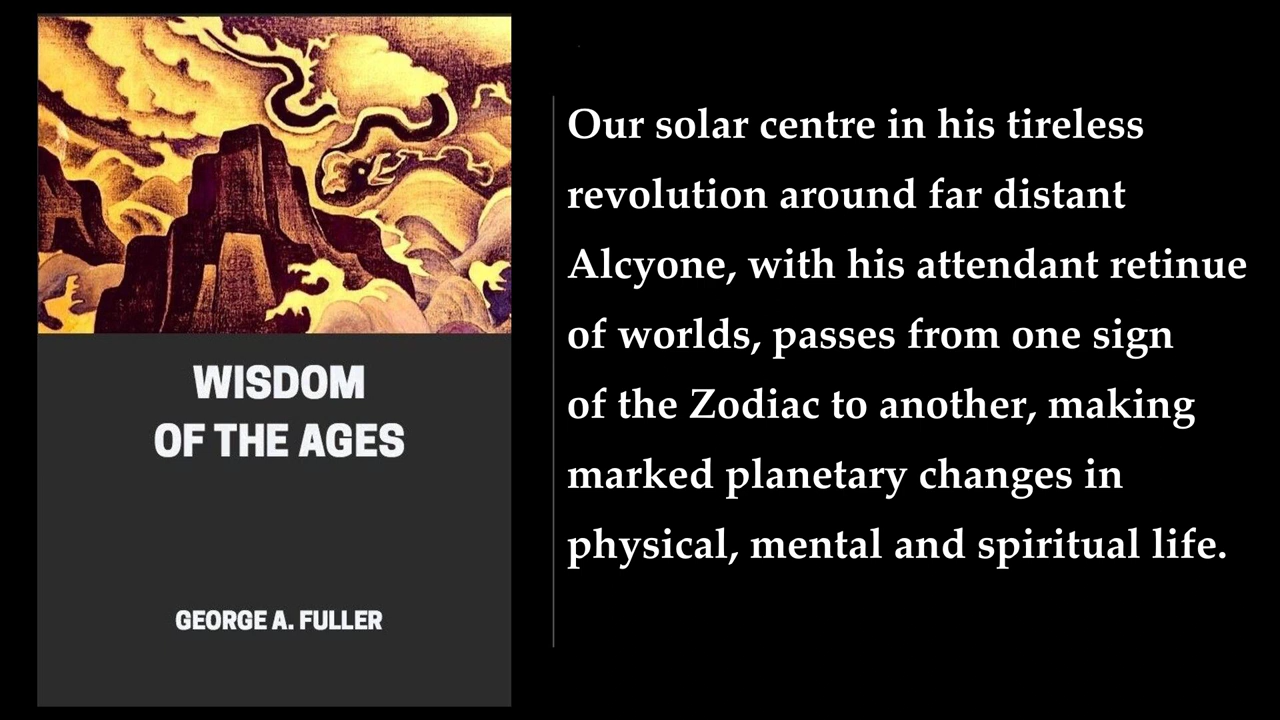 WISDOM
OF THE AGES
GEORGE A. FULLER
Our solar centre in his tireless
revolution around far distant
Alcyone, with his attendant retinue
of worlds, passes from one sign
of the Zodiac to another, making
marked planetary changes in
physical, mental and spiritual life.